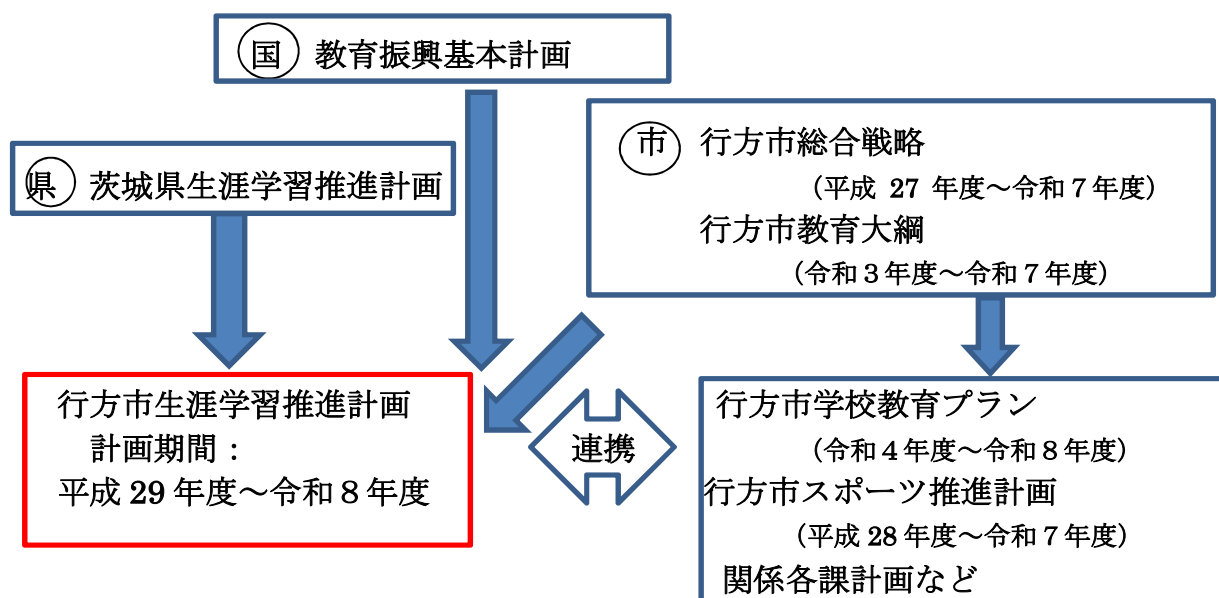 国 教育振興基本計画
県 茨城県生涯学習推進計画
市 行方市総合戦略
（平成 27 年度～令和７年度）
行方市教育大綱
（令和３年度～令和７年度）
行方市生涯学習推進計画
計画期間：
平成 29 年度～令和８年度
連携
行方市学校教育プラン
（令和４年度～令和８年度）
行方市スポーツ推進計画
（平成 28 年度～令和７年度）
関係各課計画など